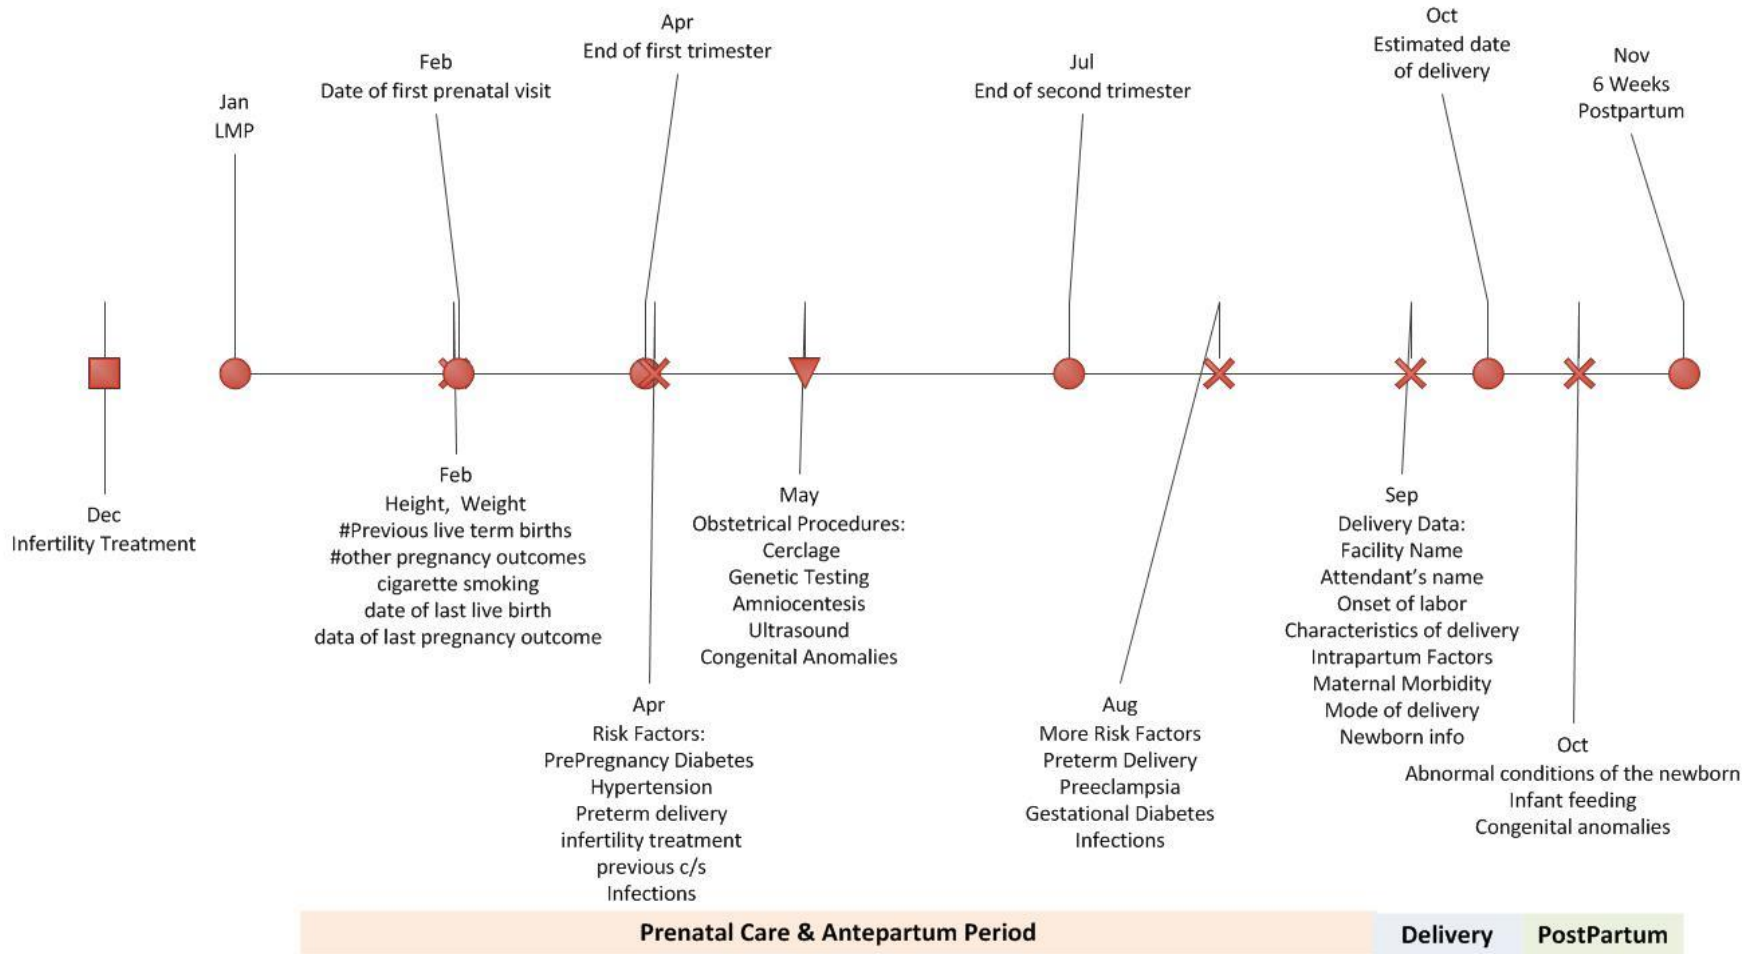 Jan
LMP
Feb
Date of first prenatal visit
Apr
End of first trimester
Jul
End of second trimester
Oct
Estimated date
of delivery
Nov
6 Weeks
Postpartum
Dec
Infertility Treatment
Feb
Height, Weight
#Previous live term births
#other pregnancy outcomes
cigarette smoking
date of last live birth
data of last pregnancy outcome
Apr
Risk Factors:
PrePregnancy Diabetes
Hypertension
Preterm delivery
infertility treatment
previous c/s
Infections
May
Obstetrical Procedures:
Cerclage
Genetic Testing
Amniocentesis
Ultrasound
Congenital Anomalies
Aug
More Risk Factors
Preterm Delivery
Preeclampsia
Gestational Diabetes
Infections
Sep
Delivery Data:
Facility Name
Attendant’s name
Onset of labor
Characteristics of delivery
Intrapartum Factors
Maternal Morbidity
Mode of delivery
Newborn info
Oct
Abnormal conditions of the newborn
Infant feeding
Congenital anomalies
Prenatal Care & Antepartum Period
Delivery
PostPartum